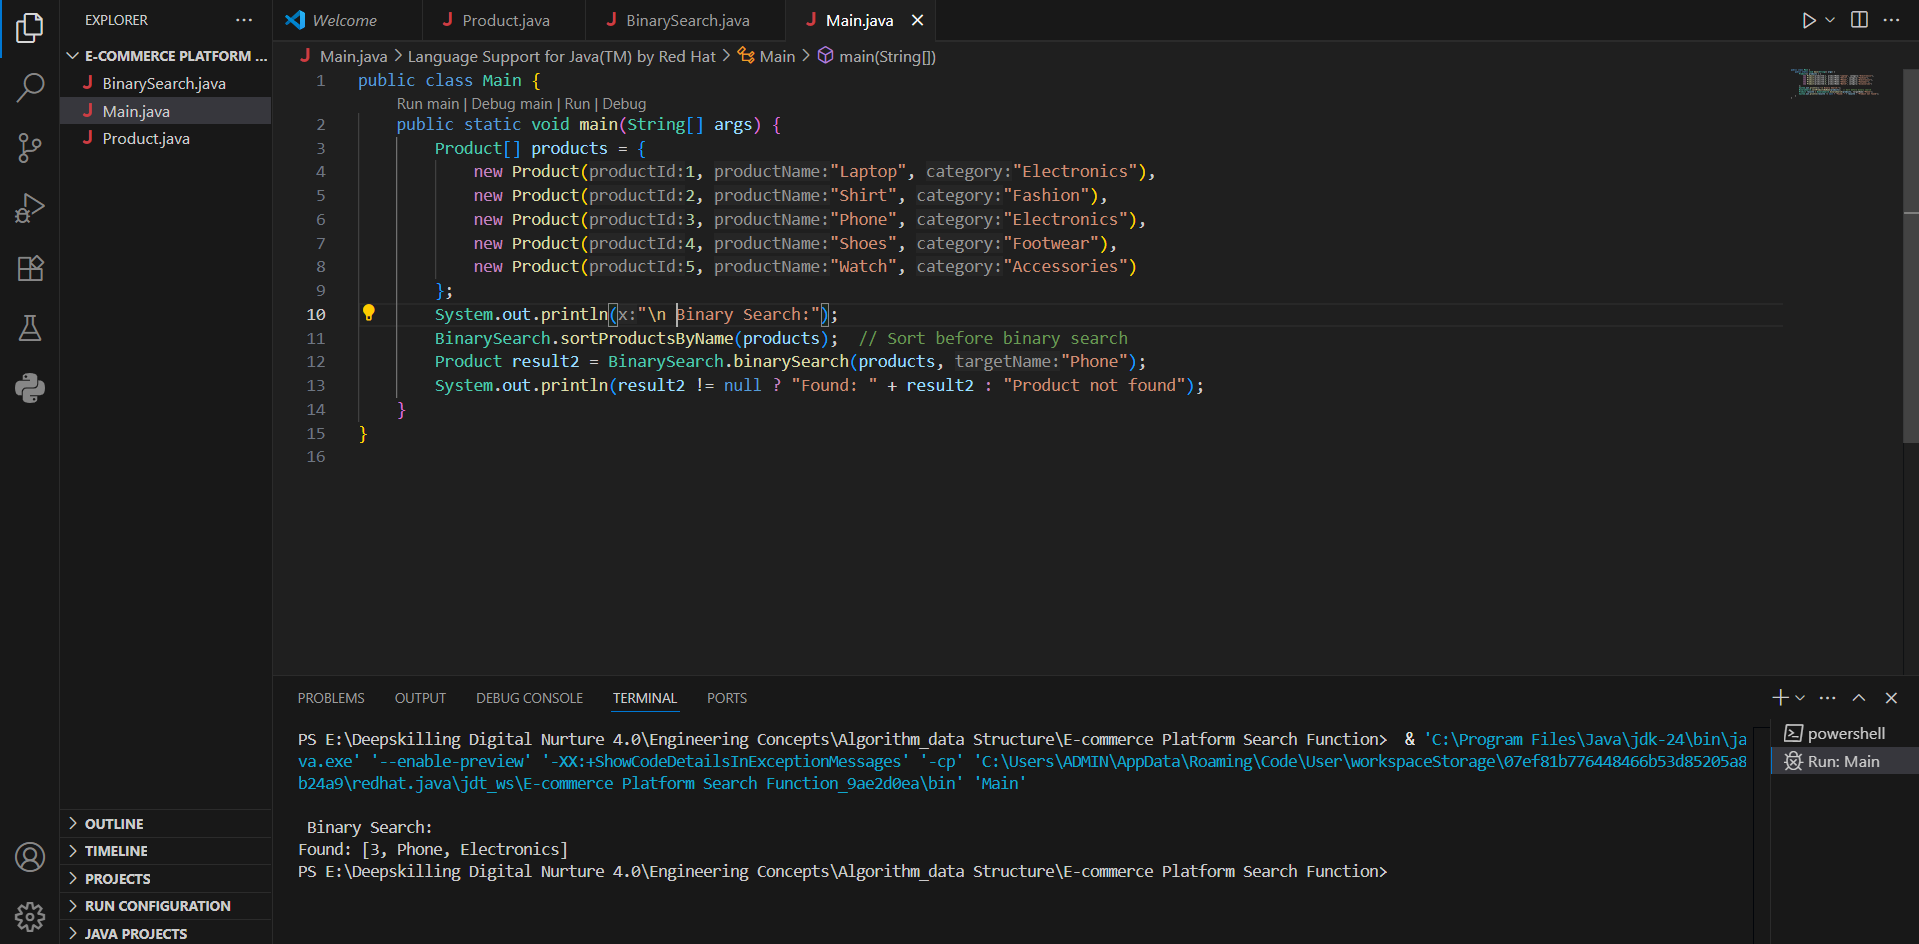 EXPLORER
E-COMMERCE PLATFORM ...
BinarySearch.java
Main.java
Product.java
OUTLINE
TIMELINE
PROJECTS
RUN CONFIGURATION
JAVA PROJECTS
Welcome
Product.java
BinarySearch.java
Main.java
Main.java > Language Support for Java(TM) by Red Hat > Main > main(String[])
1 public class Main {
Run main | Debug main | Run | Debug
2 public static void main(String[] args) {
3 Product[] products = {
4 new Product(productId:1, productName:"Laptop", category:"Electronics"),
5 new Product(productId:2, productName:"Shirt", category:"Fashion"),
6 new Product(productId:3, productName:"Phone", category:"Electronics"),
7 new Product(productId:4, productName:"Shoes", category:"Footwear"),
8 new Product(productId:5, productName:"Watch", category:"Accessories")
9 };
10 System.out.println(x:"\n Binary Search:");
11 BinarySearch.sortProductsByName(products);  // Sort before binary search
12 Product result2 = BinarySearch.binarySearch(products, targetName:"Phone");
13 System.out.println(result2 != null ? "Found: " + result2 : "Product not found");
14 }
15 }
16
PROBLEMS OUTPUT DEBUG CONSOLE TERMINAL PORTS
PS E:\Deepskilling Digital Nurture 4.0\Engineering Concepts\Algorithm_data Structure\E-commerce Platform Search Function>  & 'C:\Program Files\Java\jdk-24\bin\ja
va.exe' '--enable-preview' '-XX:+ShowCodeDetailsInExceptionMessages' '-cp' 'C:\Users\ADMIN\AppData\Roaming\Code\User\workspaceStorage\07ef81b776448466b53d85205a8
b24a9\redhat.java\jdt_ws\E-commerce Platform Search Function_9ae2d0ea\bin' 'Main'
Binary Search:
Found: [3, Phone, Electronics]
PS E:\Deepskilling Digital Nurture 4.0\Engineering Concepts\Algorithm_data Structure\E-commerce Platform Search Function>
powershell
Run: Main